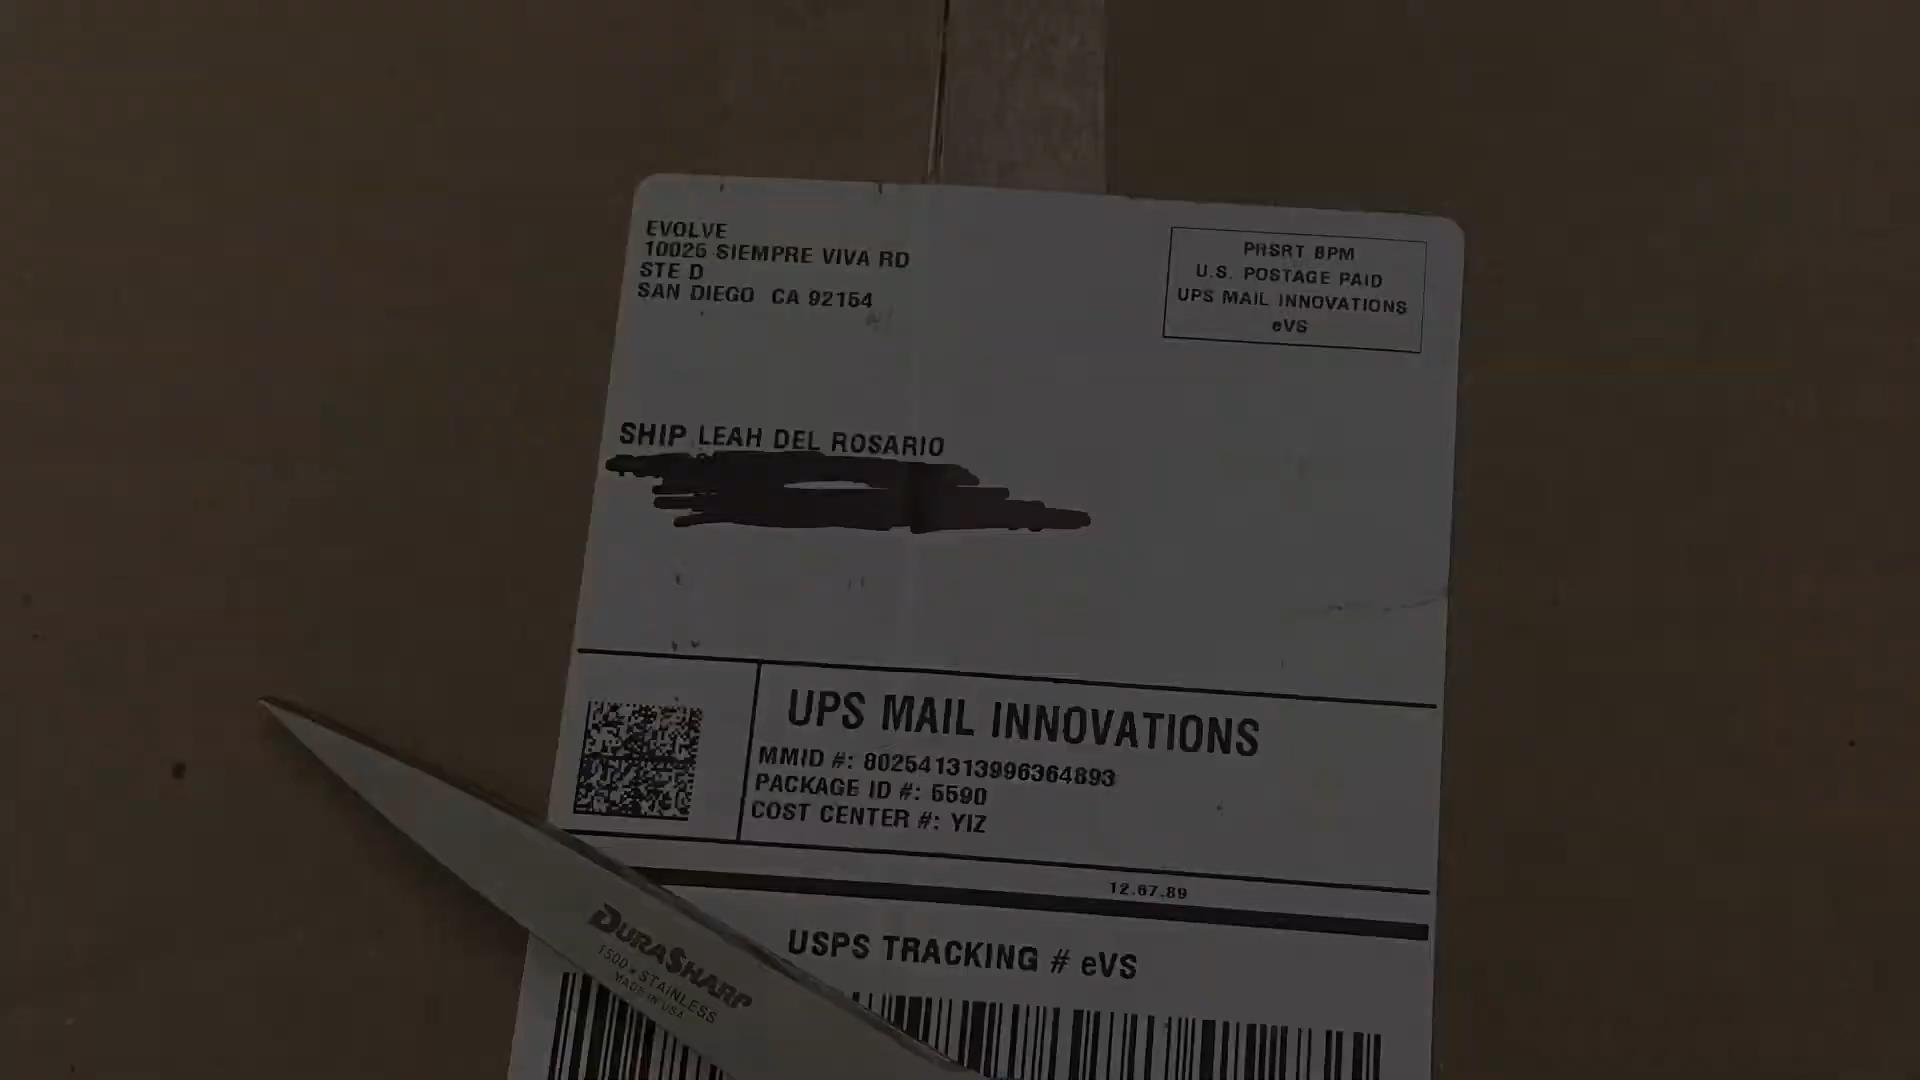 EVOLVE
10025 SIEMPRE VIVA RD
STE D
SAN DIEGO CA 92154
PRSRT BPM
U.S. POSTAGE PAID
UPS MAIL INNOVATIONS
eVS
SHIP LEAH DEL ROSARIO
UPS MAIL INNOVATIONS
MMID #: 802541313996364893
PACKAGE ID #: 5590
COST CENTER #: YIZ
12.67.89
USPS TRACKING # eVS
DURASHARP
1500 STAINLESS
MADE IN USA